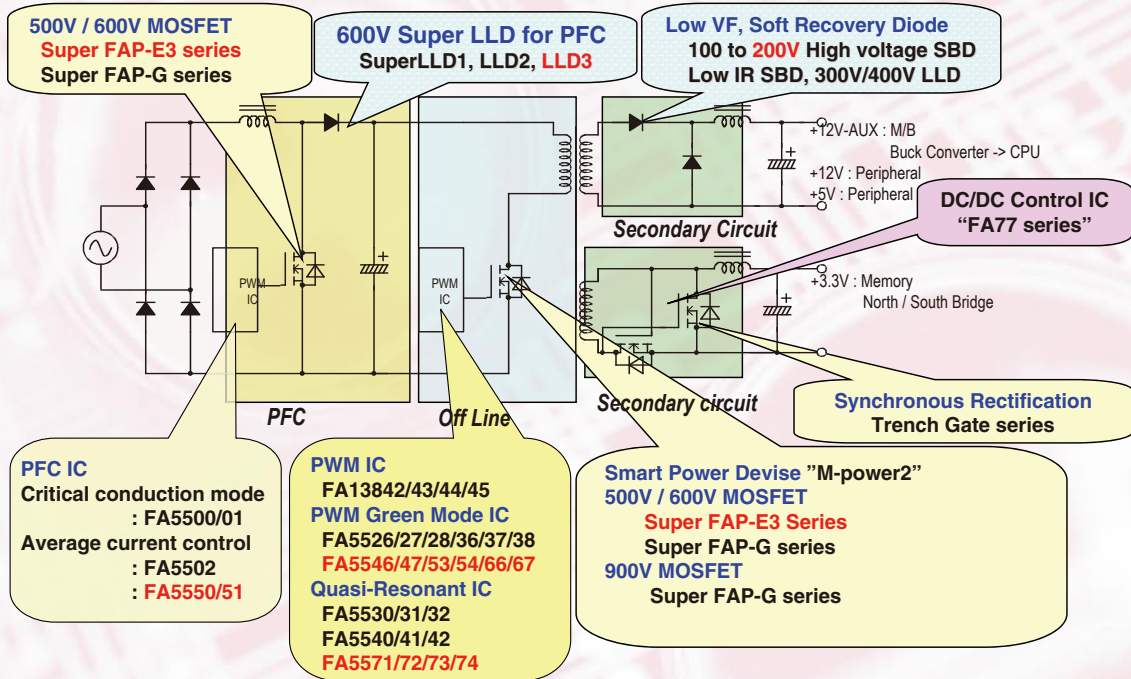 500V / 600V MOSFET
Super FAP-E3 series
Super FAP-G series
600V Super LLD for PFC
SuperLLD1, LLD2, LLD3
Low VF, Soft Recovery Diode
100 to 200V High voltage SBD
Low IR SBD, 300V/400V LLD
+12V-AUX : M/B
Buck Converter -> CPU
+12V : Peripheral
+5V : Peripheral
DC/DC Control IC
“FA77 series”
Secondary Circuit
PWM
IC
PWM
IC
+3.3V : Memory
North / South Bridge
PFC
Off Line
Secondary circuit
Synchronous Rectification
Trench Gate series
PFC IC
Critical conduction mode
: FA5500/01
Average current control
: FA5502
: FA5550/51
PWM IC
FA13842/43/44/45
PWM Green Mode IC
FA5526/27/28/36/37/38
FA5546/47/53/54/66/67
Quasi-Resonant IC
FA5530/31/32
FA5540/41/42
FA5571/72/73/74
Smart Power Devise ”M-power2”
500V / 600V MOSFET
Super FAP-E3 Series
Super FAP-G series
900V MOSFET
Super FAP-G series